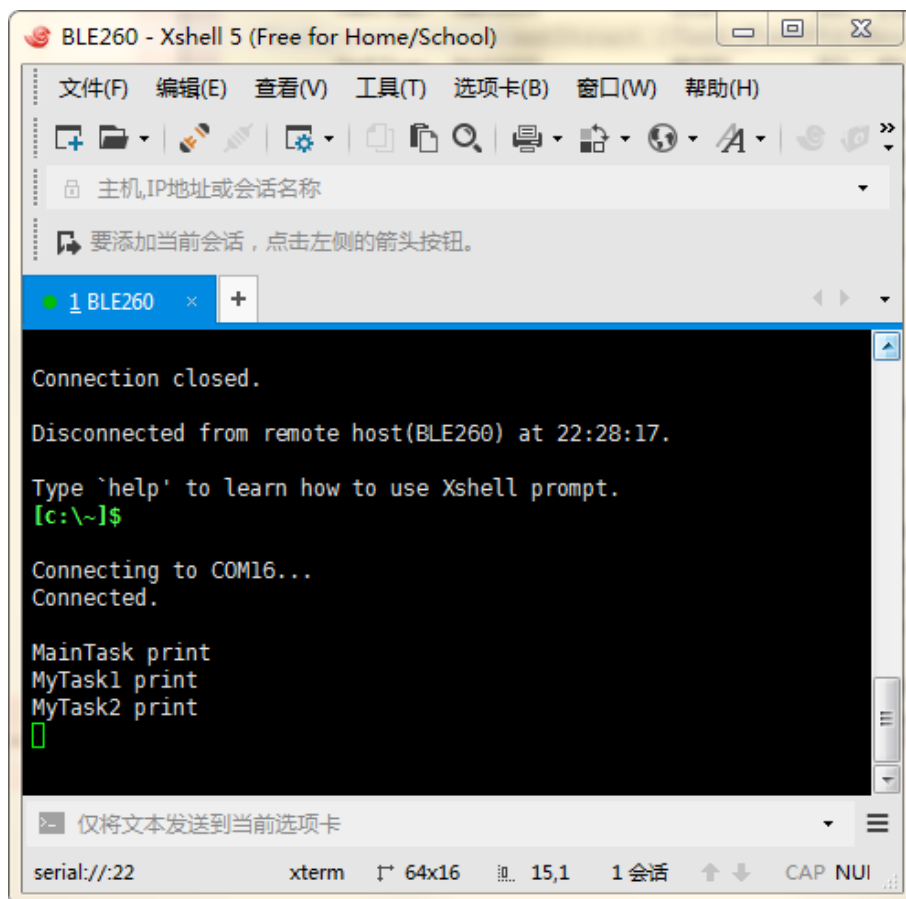 BLE260 - Xshell 5 (Free for Home/School)
文件(F) 编辑(E) 查看(V) 工具(T) 选项卡(B) 窗口(W) 帮助(H)
主机,IP地址或会话名称
要添加当前会话，点击左侧的箭头按钮。
1 BLE260 × +
Connection closed.
Disconnected from remote host(BLE260) at 22:28:17.
Type `help' to learn how to use Xshell prompt.
[c:\~]$
Connecting to COM16...
Connected.
MainTask print
MyTask1 print
MyTask2 print
仅将文本发送到当前选项卡
serial://:22 xterm 64x16 15,1 1 会话 CAP NUI